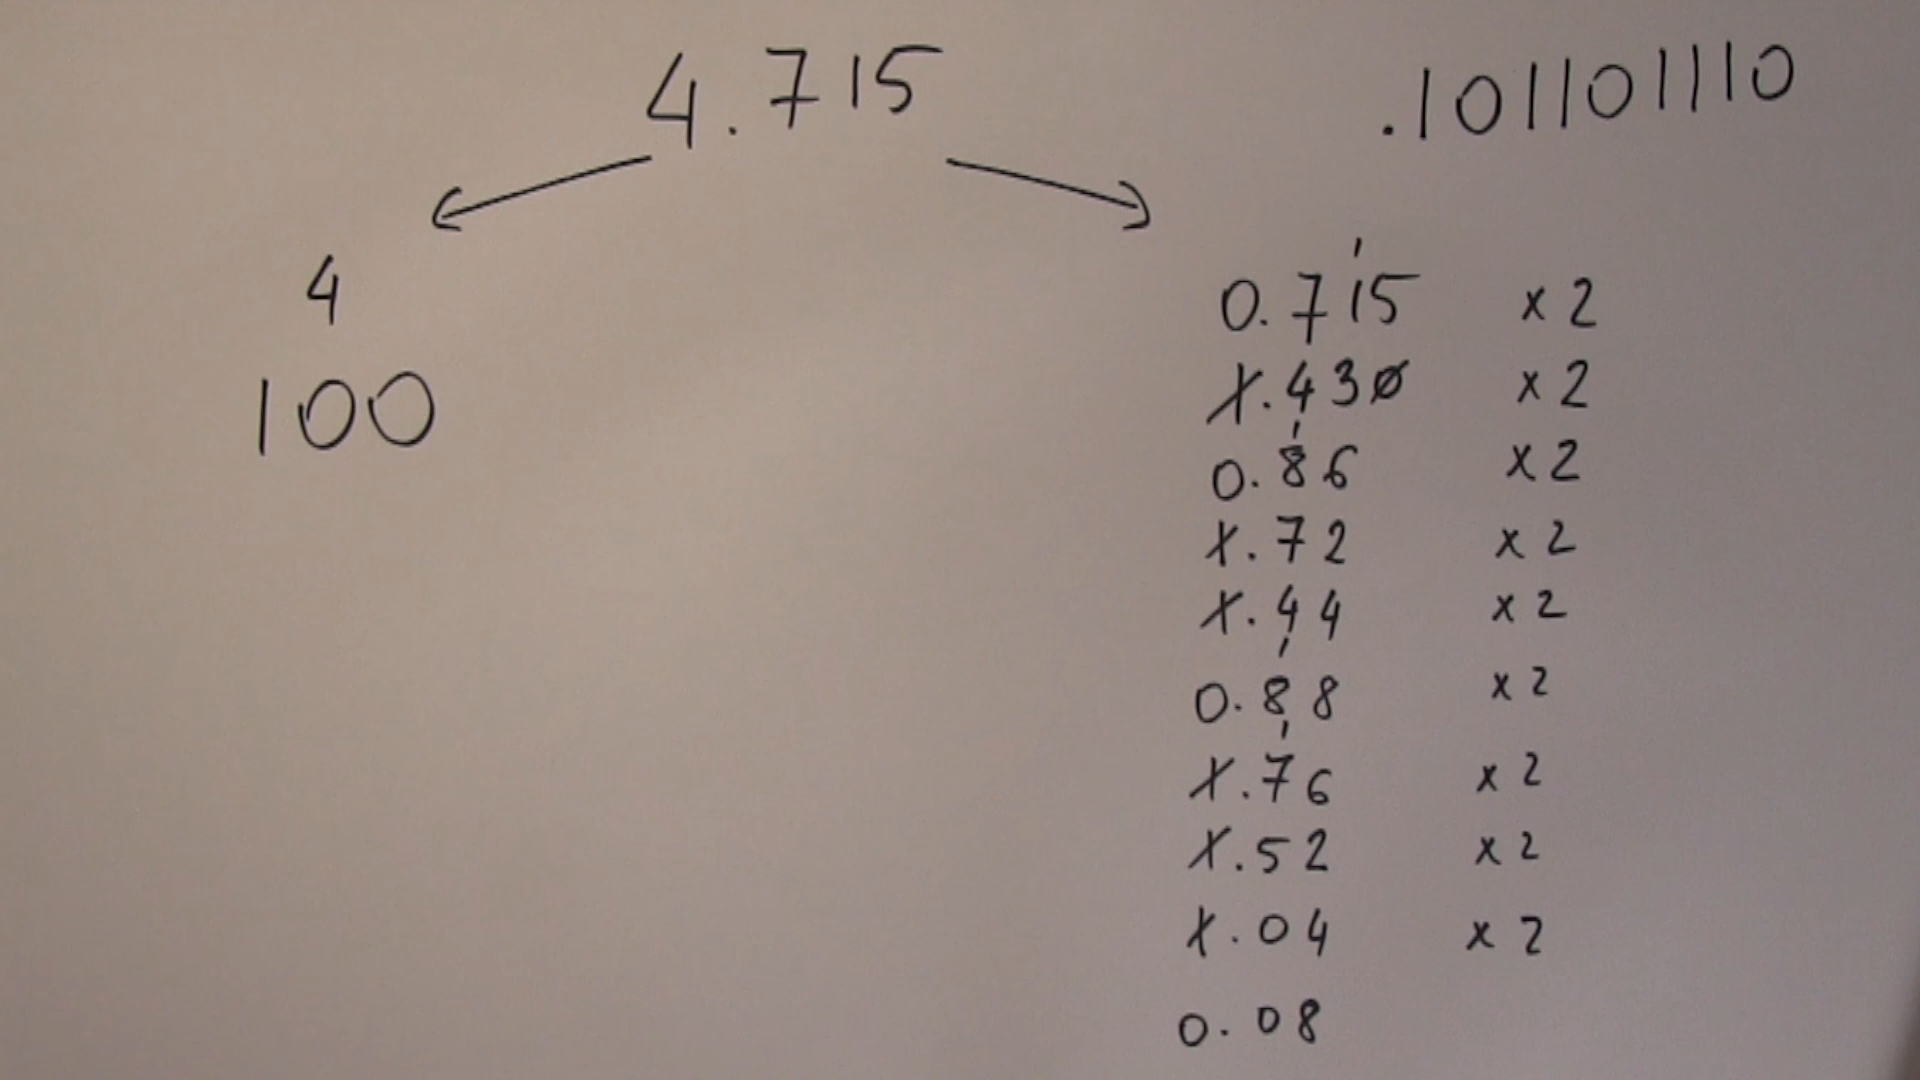 4.715
.101101110
4
100
0.715 x2
1.430 x2
0.86 x2
1.72 x2
1.44 x2
0.88 x2
1.76 x2
1.52 x2
1.04 x2
0.08